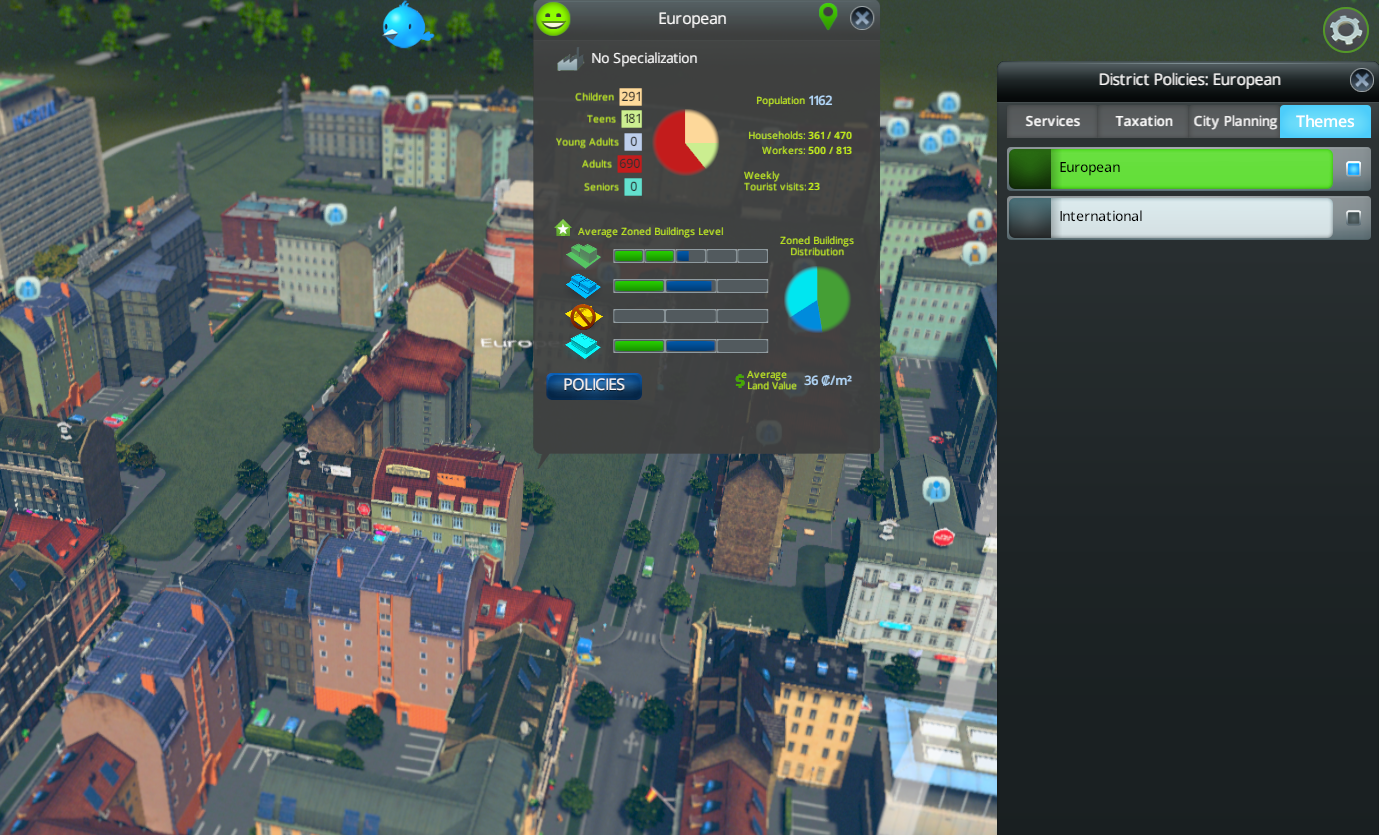 European
No Specialization
Children 291
Teens 181
Young Adults 0
Adults 690
Seniors 0
Population 1162
Households: 361 / 470
Workers: 500 / 813
Weekly
Tourist visits: 23
Average Zoned Buildings Level
Zoned Buildings
Distribution
POLICIES
$ Average
Land Value 36 ₡/m²
Euro
District Policies: European
Services
Taxation
City Planning
Themes
European
International